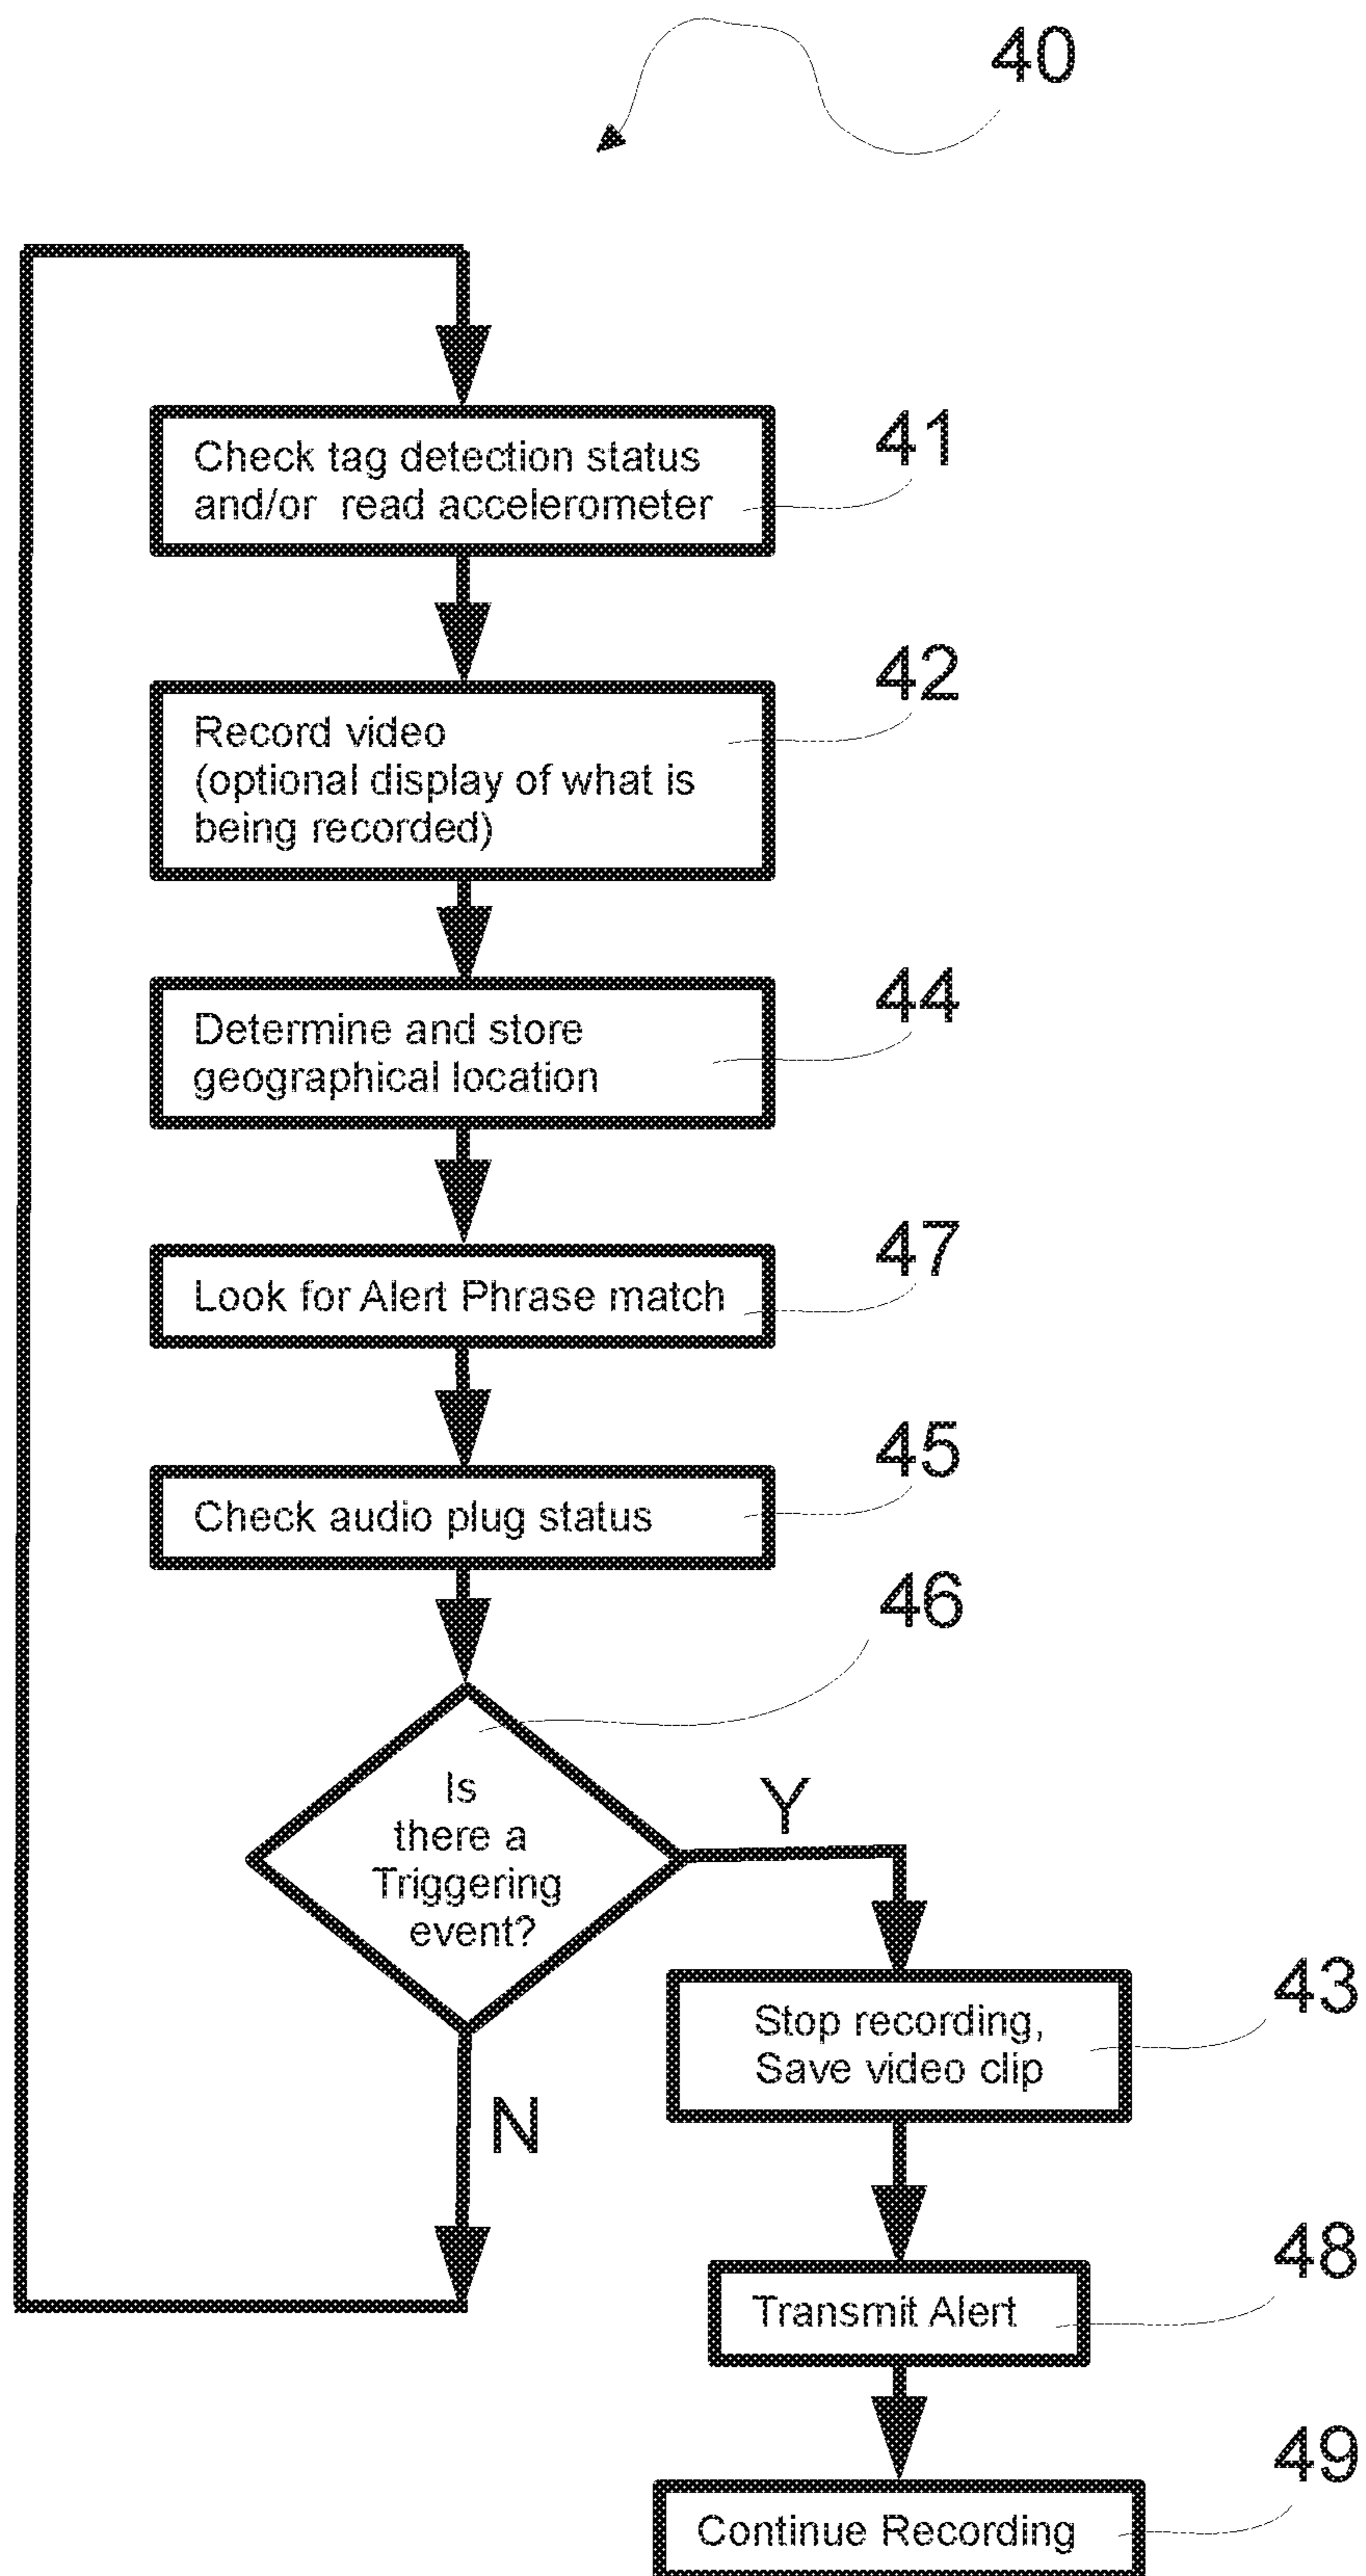 40
Check tag detection status
and/or read accelerometer
41
Record video
(optional display of what is
being recorded)
42
Determine and store
geographical location
44
Look for Alert Phrase match
47
Check audio plug status
45
46
Is
there a
Triggering
event?
Y
N
Stop recording,
Save video clip
43
Transmit Alert
48
Continue Recording
49